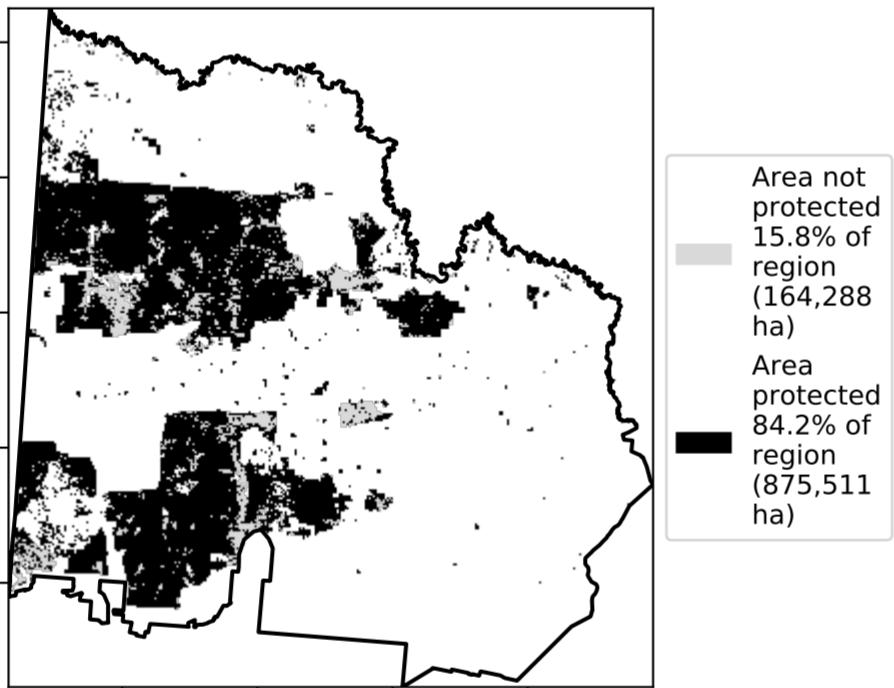 Area not
protected
15.8% of
region
(164,288
ha)
Area
protected
84.2% of
region
(875,511
ha)